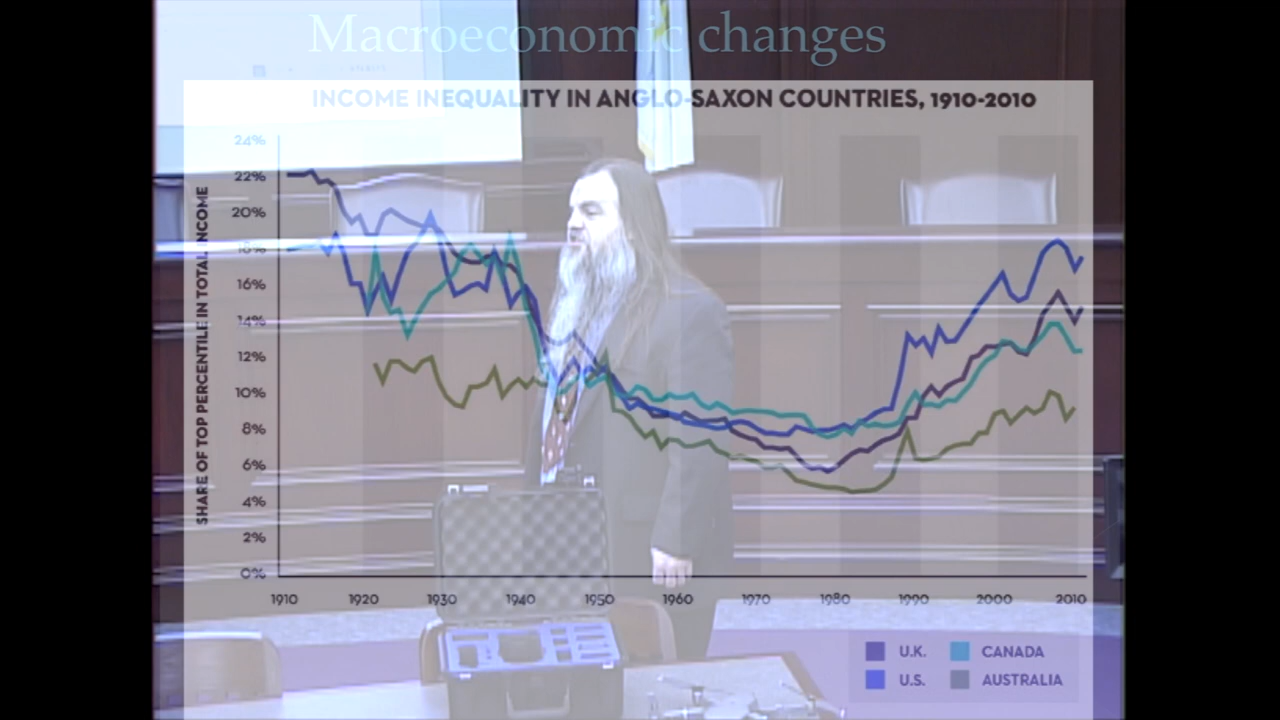 Macroeconomic changes
INCOME INEQUALITY IN ANGLO-SAXON COUNTRIES, 1910-2010
SHARE OF TOP PERCENTILE IN TOTAL INCOME
24%
22%
20%
18%
16%
14%
12%
10%
8%
6%
4%
2%
0%
1910 1920 1930 1940 1950 1960 1970 1980 1990 2000 2010
U.K. CANADA
U.S. AUSTRALIA